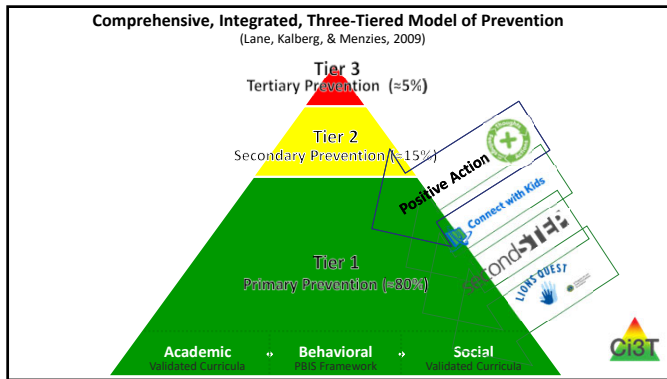 Comprehensive, Integrated, Three-Tiered Model of Prevention
(Lane, Kalberg, & Menzies, 2009)
Tier 3
Tertiary Prevention (≈5%)
Tier 2
Secondary Prevention (≈15%)
Positive Action
Connect with Kids
secondSTEP
LIONS QUEST
Tier 1
Primary Prevention (≈80%)
Academic
Validated Curricula
Behavioral
PBIS Framework
Social
Validated Curricula
Ci3T